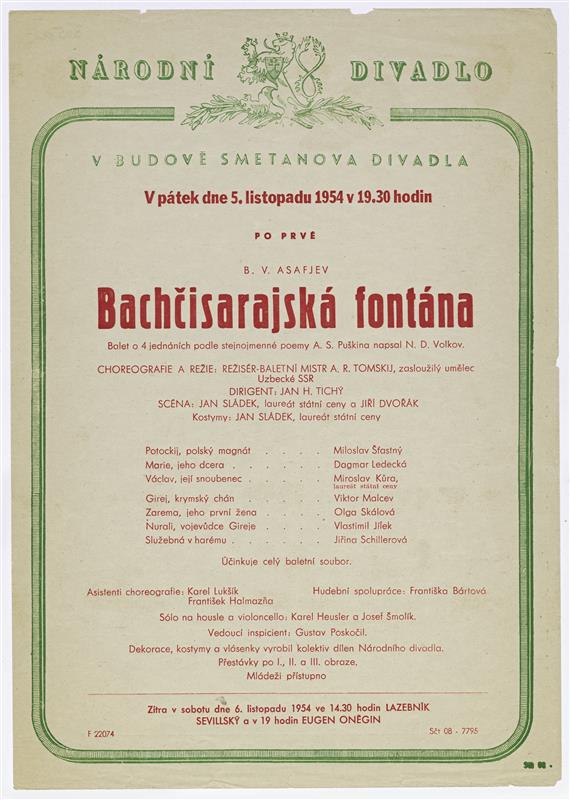 NÁRODNÍ DIVADLO
V BUDOVĚ SMETANOVA DIVADLA
V pátek dne 5. listopadu 1954 v 19.30 hodin
PO PRVÉ
B. V. ASAFJEV
Bachčisarajská fontána
Balet o 4 jednáních podle stejnojmenné poemy A. S. Puškina napsal N. D. Volkov.
CHOREOGRAFIE A REŽIE: REŽISÉR-BALETNÍ MISTR A. R. TOMSKIJ, zasloužilý umělec
Uzbecké SSR
DIRIGENT: JAN H. TICHÝ
SCÉNA: JAN SLÁDEK, laureát státní ceny a JIŘÍ DVOŘÁK
Kostymy: JAN SLÁDEK, laureát státní ceny
Potockij, polský magnát . . . . Miloslav Šťastný
Marie, jeho dcera . . . . . . Dagmar Ledecká
Václav, její snoubenec . . . . Miroslav Kůra,
laureát státní ceny
Girej, krymský chán . . . . . Viktor Malcev
Zarema, jeho první žena . . . . Olga Skálová
Nurali, vojevůdce Gireje . . . . Vlastimil Jílek
Služebná v harému . . . . . Jiřina Schillerová
Účinkuje celý baletní soubor.
Asistenti choreografie: Karel Lukšík Hudební spolupráce: Františka Bártová
František Halmazňa
Sólo na housle a violoncello: Karel Heusler a Josef Šmolík.
Vedoucí inspicient: Gustav Poskočil.
Dekorace, kostymy a vlásenky vyrobil kolektiv dílen Národního divadla.
Přestávky po I., II. a III. obraze.
Mládeži přístupno
Zítra v sobotu dne 6. listopadu 1954 ve 14.30 hodin LAZEBNÍK
SEVILLSKÝ a v 19 hodin EUGEN ONĚGIN
F 22074 Sčt 08 - 7795